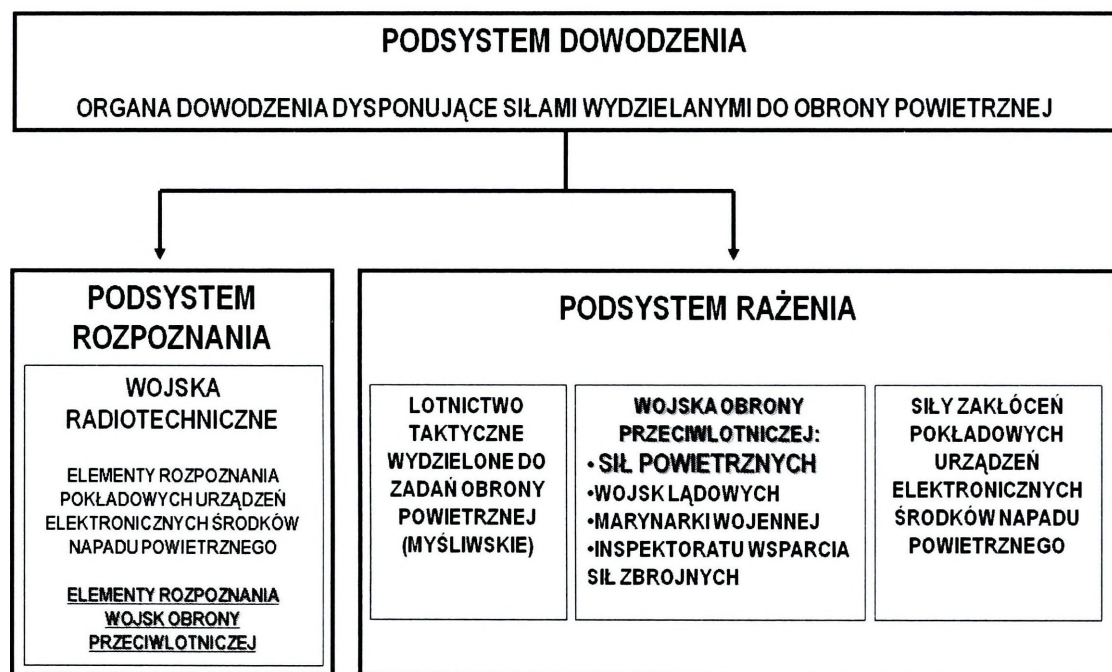 PODSYSTEM DOWODZENIA
ORGANA DOWODZENIA DYSPONUJĄCE SIŁAMI WYDZIELANYMI DO OBRONY POWIETRZNEJ
PODSYSTEM
ROZPOZNANIA
WOJSKA
RADIOTECHNICZNE
ELEMENTY ROZPOZNANIA
POKŁADOWYCH URZĄDZEŃ
ELEKTRONICZNYCH ŚRODKÓW
NAPADU POWIETRZNEGO
ELEMENTY ROZPOZNANIA
WOJSK OBRONY
PRZECIWLOTNICZEJ
PODSYSTEM RAŻENIA
LOTNICTWO
TAKTYCZNE
WYDZIELONE DO
ZADAŃ OBRONY
POWIETRZNEJ
(MYŚLIWSKIE)
WOJSKA OBRONY
PRZECIWLOTNICZEJ:
•SIŁ POWIETRZNYCH
•WOJSK LĄDOWYCH
•MARYNARKI WOJENNEJ
•INSPEKTORATU WSPARCIA
SIŁ ZBROJNYCH
SIŁY ZAKŁÓCEŃ
POKŁADOWYCH
URZĄDZEŃ
ELEKTRONICZNYCH
ŚRODKÓW NAPADU
POWIETRZNEGO